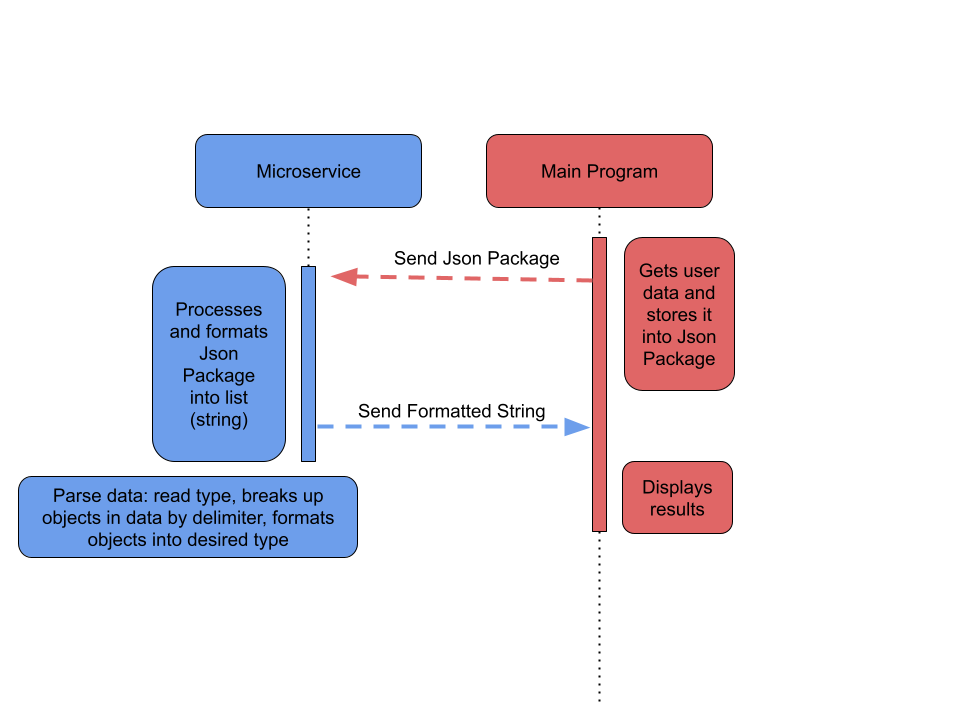 Microservice
Main Program
Send Json Package
Gets user
data and
stores it
into Json
Package
Processes
and formats
Json
Package
into list
(string)
Send Formatted String
Displays
results
Parse data: read type, breaks up
objects in data by delimiter, formats
objects into desired type